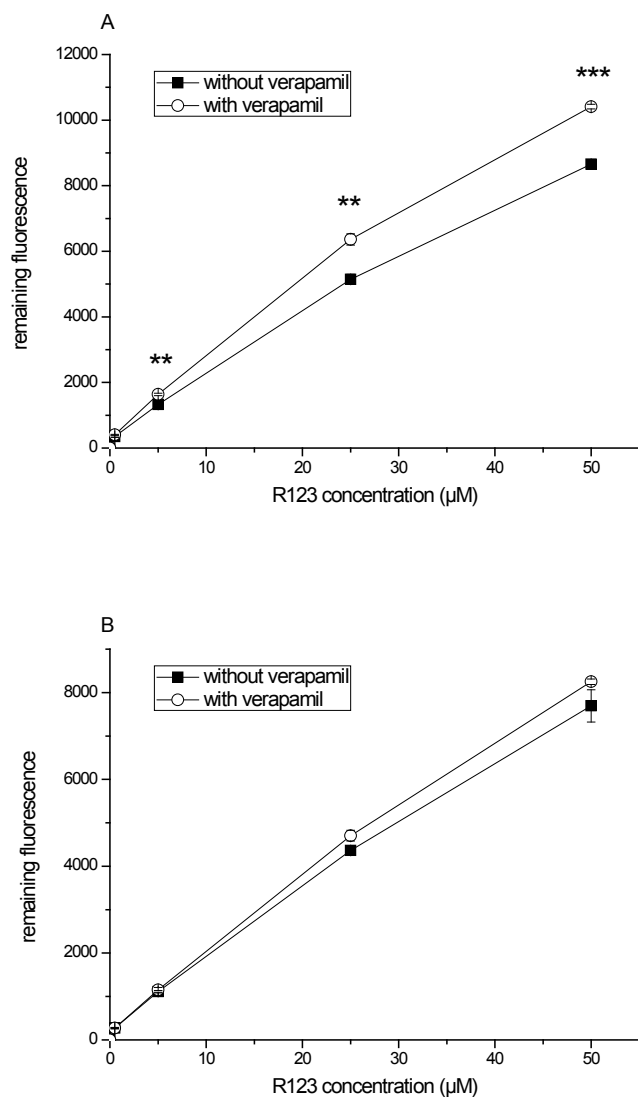 A
12000
10000
8000
6000
4000
2000
0
remaining fluorescence
without verapamil
with verapamil
**
**
***
0 10 20 30 40 50
R123 concentration (µM)
B
8000
6000
4000
2000
0
remaining fluorescence
without verapamil
with verapamil
0 10 20 30 40 50
R123 concentration (µM)